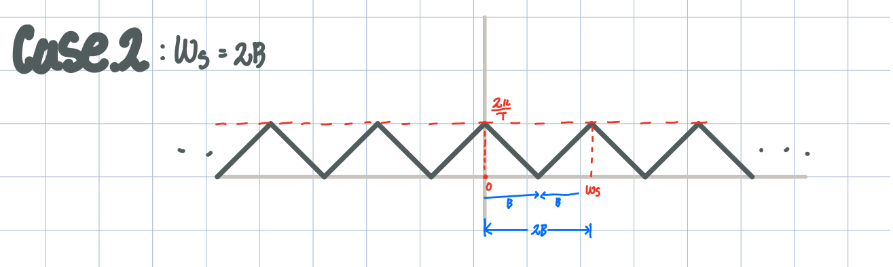 Case 2 : Ws = 2B
2π
T
0
Ws
B B
2B